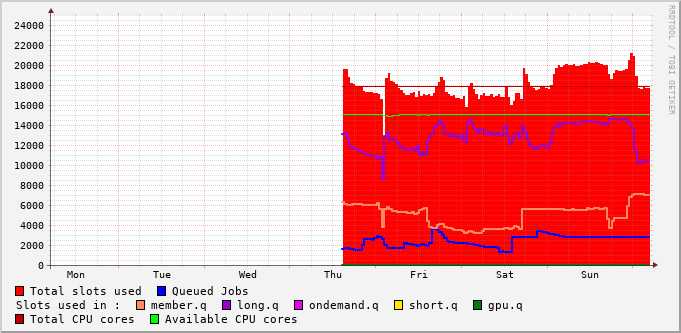 24000
22000
20000
18000
16000
14000
12000
10000
8000
6000
4000
2000
0
Mon Tue Wed Thu Fri Sat Sun
Total slots used Queued Jobs
Slots used in : member.q long.q ondemand.q short.q gpu.q
Total CPU cores Available CPU cores
RRDTOOL / TOBI OETIKER